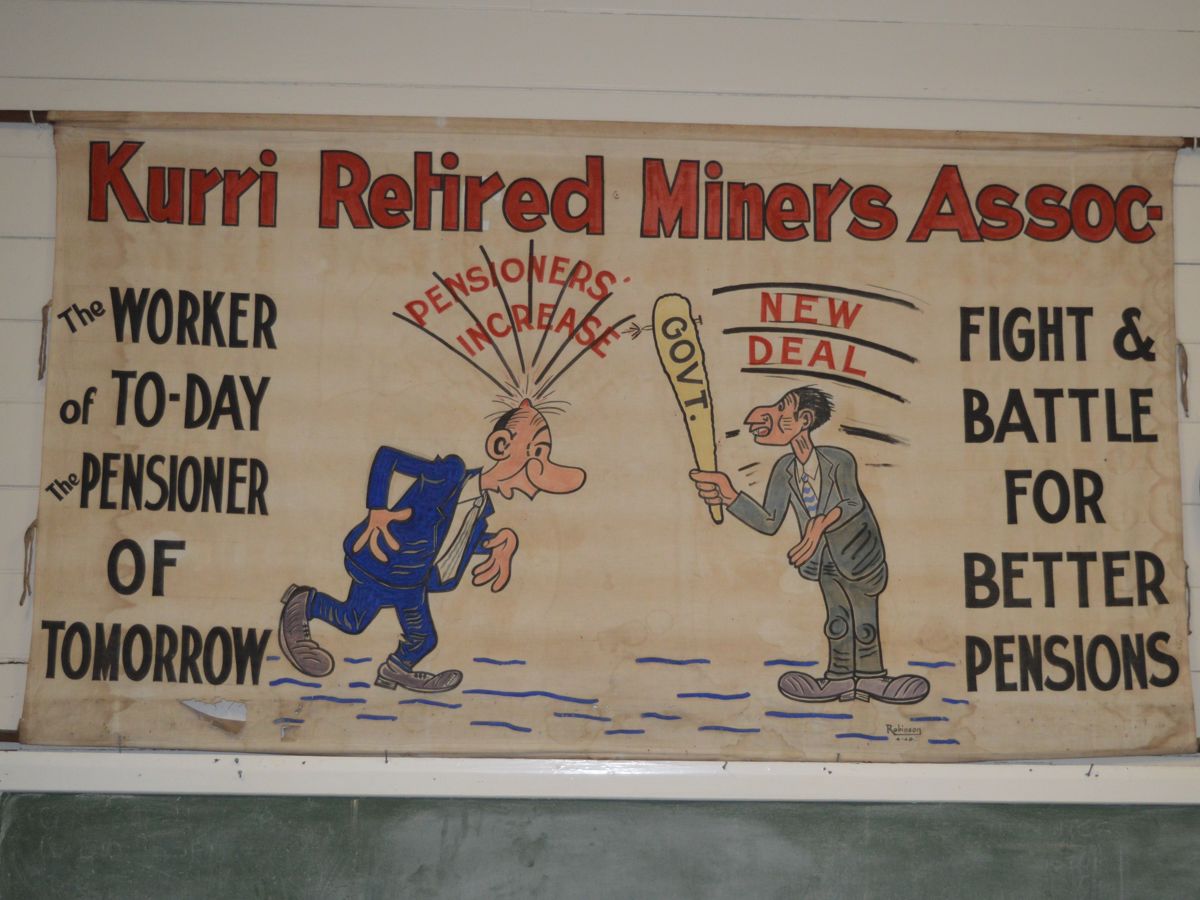 Kurri Retired Miners Assoc-
The WORKER
of TO-DAY
The PENSIONER
OF
TOMORROW
PENSIONERS'
INCREASE
GOVT.
NEW
DEAL
FIGHT &
BATTLE
FOR
BETTER
PENSIONS
Robinson